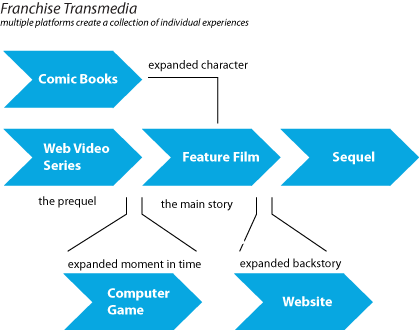 Franchise Transmedia
multiple platforms create a collection of individual experiences
Comic Books
expanded character
Web Video
Series
Feature Film
Sequel
the prequel
the main story
expanded moment in time
expanded backstory
Computer
Game
Website